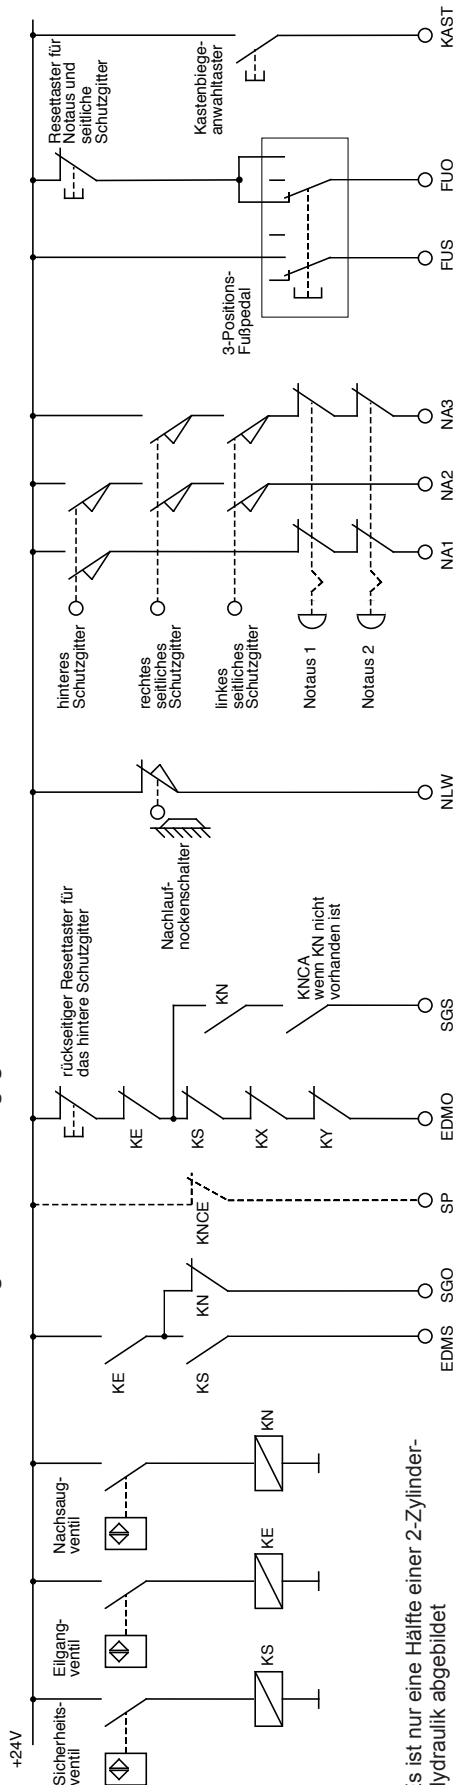 +24V
Sicherheits-
ventil
Eilgang-
ventil
Nachsaug-
ventil
KS
KE
KN
s ist nur eine Hälfte einer 2-Zylinder-
ydraulik abgebildet
KE
KS
KN
EDMS
SGO
KNCE
SP
rückseitiger Resettaster für
das hintere Schutzgitter
KE
KS
KX
KY
KN
KNCA
wenn KN nicht
vorhanden ist
EDMO
SGS
Nachlauf-
nockenschalter
NLW
hinteres
Schutzgitter
rechtes
seitliches
Schutzgitter
linkes
seitliches
Schutzgitter
Notaus 1
Notaus 2
NA1
NA2
NA3
3-Positions-
Fußpedal
FUS
FUO
Resettaster für
Notaus und
seitliche
Schutzgitter
Kastenbiege-
anwahltaster
KAST